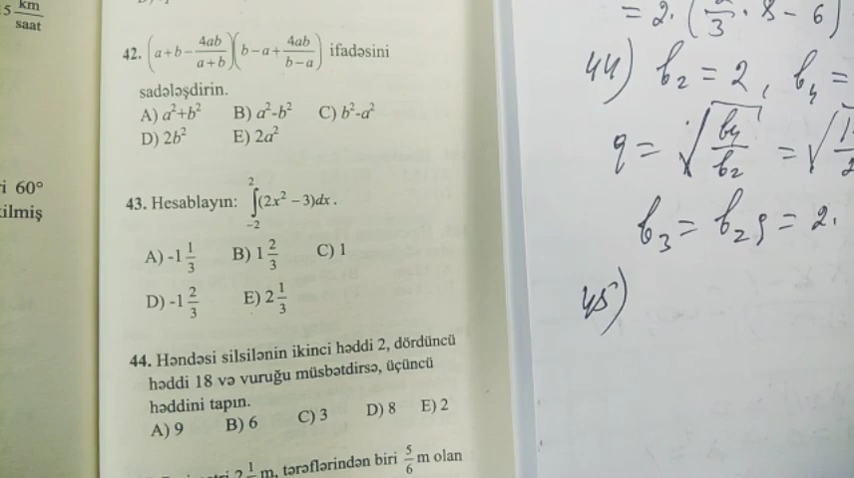 5 km/saat
i 60°
ilmiş
42. (a+b-4ab/(a+b))(b-a+4ab/(b-a)) ifadəsini
sadələşdirin.
A) a²+b² B) a²-b² C) b²-a²
D) 2b² E) 2a²
43. Hesablayın: ∫₋₂² (2x² - 3)dx.
A) -1 1/3 B) 1 2/3 C) 1
D) -1 2/3 E) 2 1/3
44. Həndəsi silsilənin ikinci həddi 2, dördüncü
həddi 18 və vuruğu müsbətdirsə, üçüncü
həddini tapın.
A) 9 B) 6 C) 3 D) 8 E) 2
m, tərəflərindən biri 5/6 m olan
= 2·( /3 · 8 - 6)
44) b₂ = 2, b₄ =
q = √(b₄/b₂) = √
b₃ = b₂q = 2·
45)